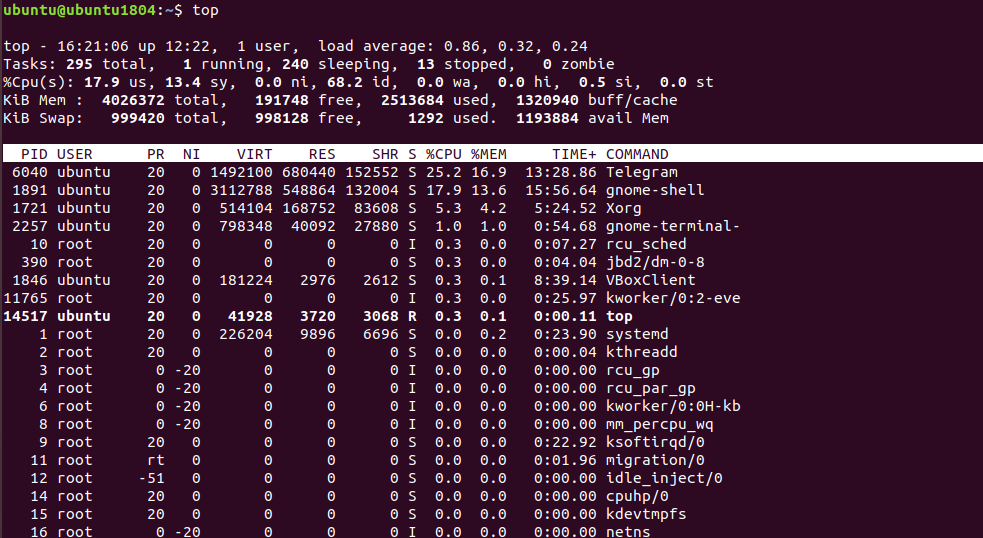 ubuntu@ubuntu1804:~$ top
top - 16:21:06 up 12:22,  1 user,  load average: 0.86, 0.32, 0.24
Tasks: 295 total,   1 running, 240 sleeping,  13 stopped,   0 zombie
%Cpu(s): 17.9 us, 13.4 sy,  0.0 ni, 68.2 id,  0.0 wa,  0.0 hi,  0.5 si,  0.0 st
KiB Mem :  4026372 total,   191748 free,  2513684 used,  1320940 buff/cache
KiB Swap:   999420 total,   998128 free,     1292 used.  1193884 avail Mem
  PID USER      PR  NI    VIRT    RES    SHR S %CPU %MEM     TIME+ COMMAND
 6040 ubuntu    20   0 1492100 680440 152552 S 25.2 16.9  13:28.86 Telegram
 1891 ubuntu    20   0 3112788 548864 132004 S 17.9 13.6  15:56.64 gnome-shell
 1721 ubuntu    20   0  514104 168752  83608 S  5.3  4.2   5:24.52 Xorg
 2257 ubuntu    20   0  798348  40092  27880 S  1.0  1.0   0:54.68 gnome-terminal-
   10 root      20   0       0      0      0 I  0.3  0.0   0:07.27 rcu_sched
  390 root      20   0       0      0      0 S  0.3  0.0   0:04.04 jbd2/dm-0-8
 1846 ubuntu    20   0  181224   2976   2612 S  0.3  0.1   8:39.14 VBoxClient
11765 root      20   0       0      0      0 I  0.3  0.0   0:25.97 kworker/0:2-eve
14517 ubuntu    20   0   41928   3720   3068 R  0.3  0.1   0:00.11 top
    1 root      20   0  226204   9896   6696 S  0.0  0.2   0:23.90 systemd
    2 root      20   0       0      0      0 S  0.0  0.0   0:00.04 kthreadd
    3 root       0 -20       0      0      0 I  0.0  0.0   0:00.00 rcu_gp
    4 root       0 -20       0      0      0 I  0.0  0.0   0:00.00 rcu_par_gp
    6 root       0 -20       0      0      0 I  0.0  0.0   0:00.00 kworker/0:0H-kb
    8 root       0 -20       0      0      0 I  0.0  0.0   0:00.00 mm_percpu_wq
    9 root      20   0       0      0      0 S  0.0  0.0   0:22.92 ksoftirqd/0
   11 root      rt   0       0      0      0 S  0.0  0.0   0:01.96 migration/0
   12 root     -51   0       0      0      0 S  0.0  0.0   0:00.00 idle_inject/0
   14 root      20   0       0      0      0 S  0.0  0.0   0:00.00 cpuhp/0
   15 root      20   0       0      0      0 S  0.0  0.0   0:00.00 kdevtmpfs
   16 root       0 -20       0      0      0 I  0.0  0.0   0:00.00 netns